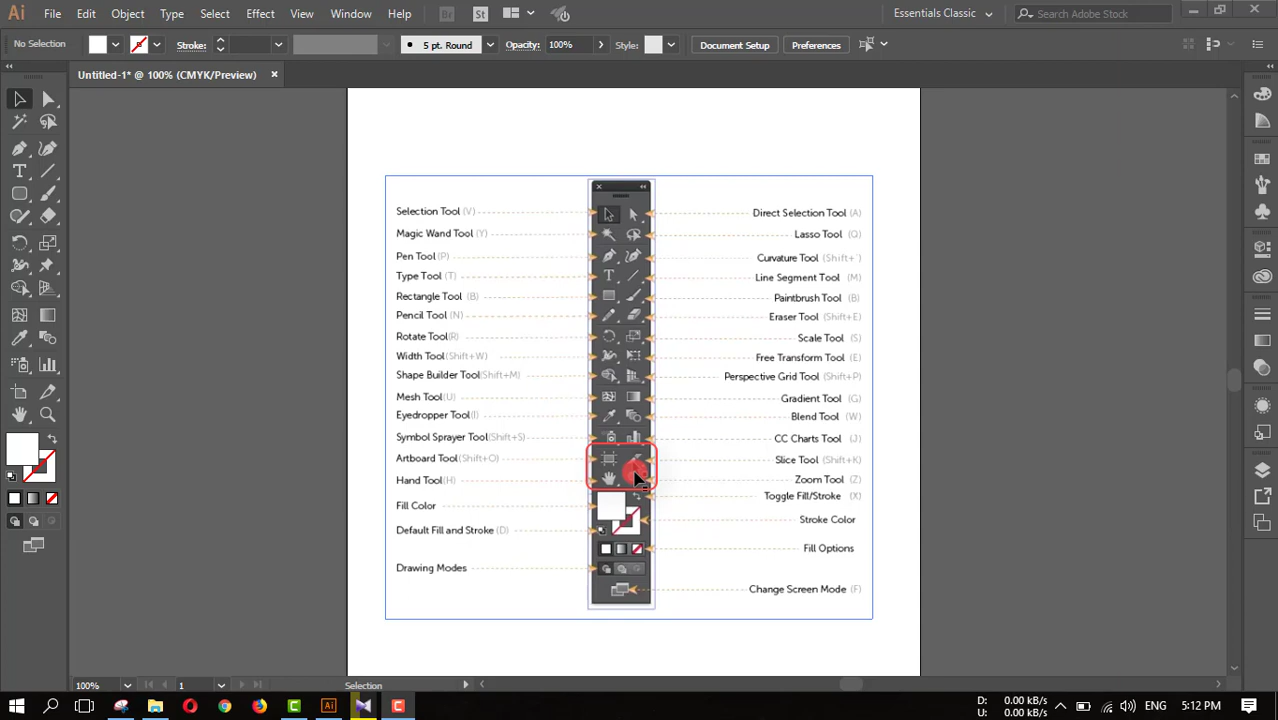 Ai File Edit Object Type Select Effect View Window Help Br St Essentials Classic Search Adobe Stock
No Selection Stroke: 5 pt. Round Opacity: 100% Style: Document Setup Preferences
Untitled-1* @ 100% (CMYK/Preview)
Selection Tool (V) Direct Selection Tool (A)
Magic Wand Tool (Y) Lasso Tool (Q)
Pen Tool (P) Curvature Tool (Shift+`)
Type Tool (T) Line Segment Tool (M)
Rectangle Tool (B) Paintbrush Tool (B)
Pencil Tool (N) Eraser Tool (Shift+E)
Rotate Tool(R) Scale Tool (S)
Width Tool(Shift+W) Free Transform Tool (E)
Shape Builder Tool(Shift+M) Perspective Grid Tool (Shift+P)
Mesh Tool(U) Gradient Tool (G)
Eyedropper Tool(I) Blend Tool (W)
Symbol Sprayer Tool(Shift+S) CC Charts Tool (J)
Artboard Tool(Shift+O) Slice Tool (Shift+K)
Hand Tool(H) Zoom Tool (Z)
Toggle Fill/Stroke (X)
Fill Color Stroke Color
Default Fill and Stroke (D)
Fill Options
Drawing Modes
Change Screen Mode (F)
100% 1 Selection
Ai D: 0.00 kB/s ENG 5:12 PM
U: 0.00 kB/s